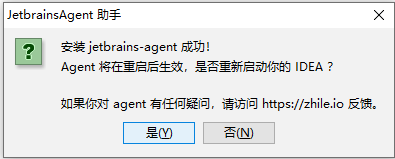 JetbrainsAgent 助手
安装 jetbrains-agent 成功！
Agent 将在重启后生效，是否重新启动你的 IDEA ？
如果你对 agent 有任何疑问，请访问 https://zhile.io 反馈。
是(Y)
否(N)